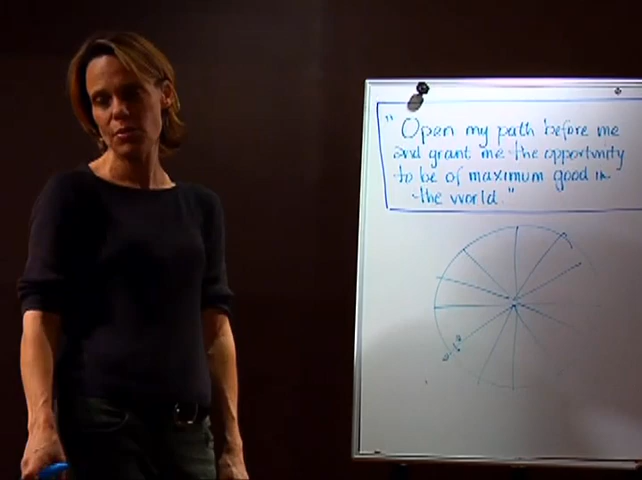 "Open my path before me
and grant me the opportunity
to be of maximum good in
the world."